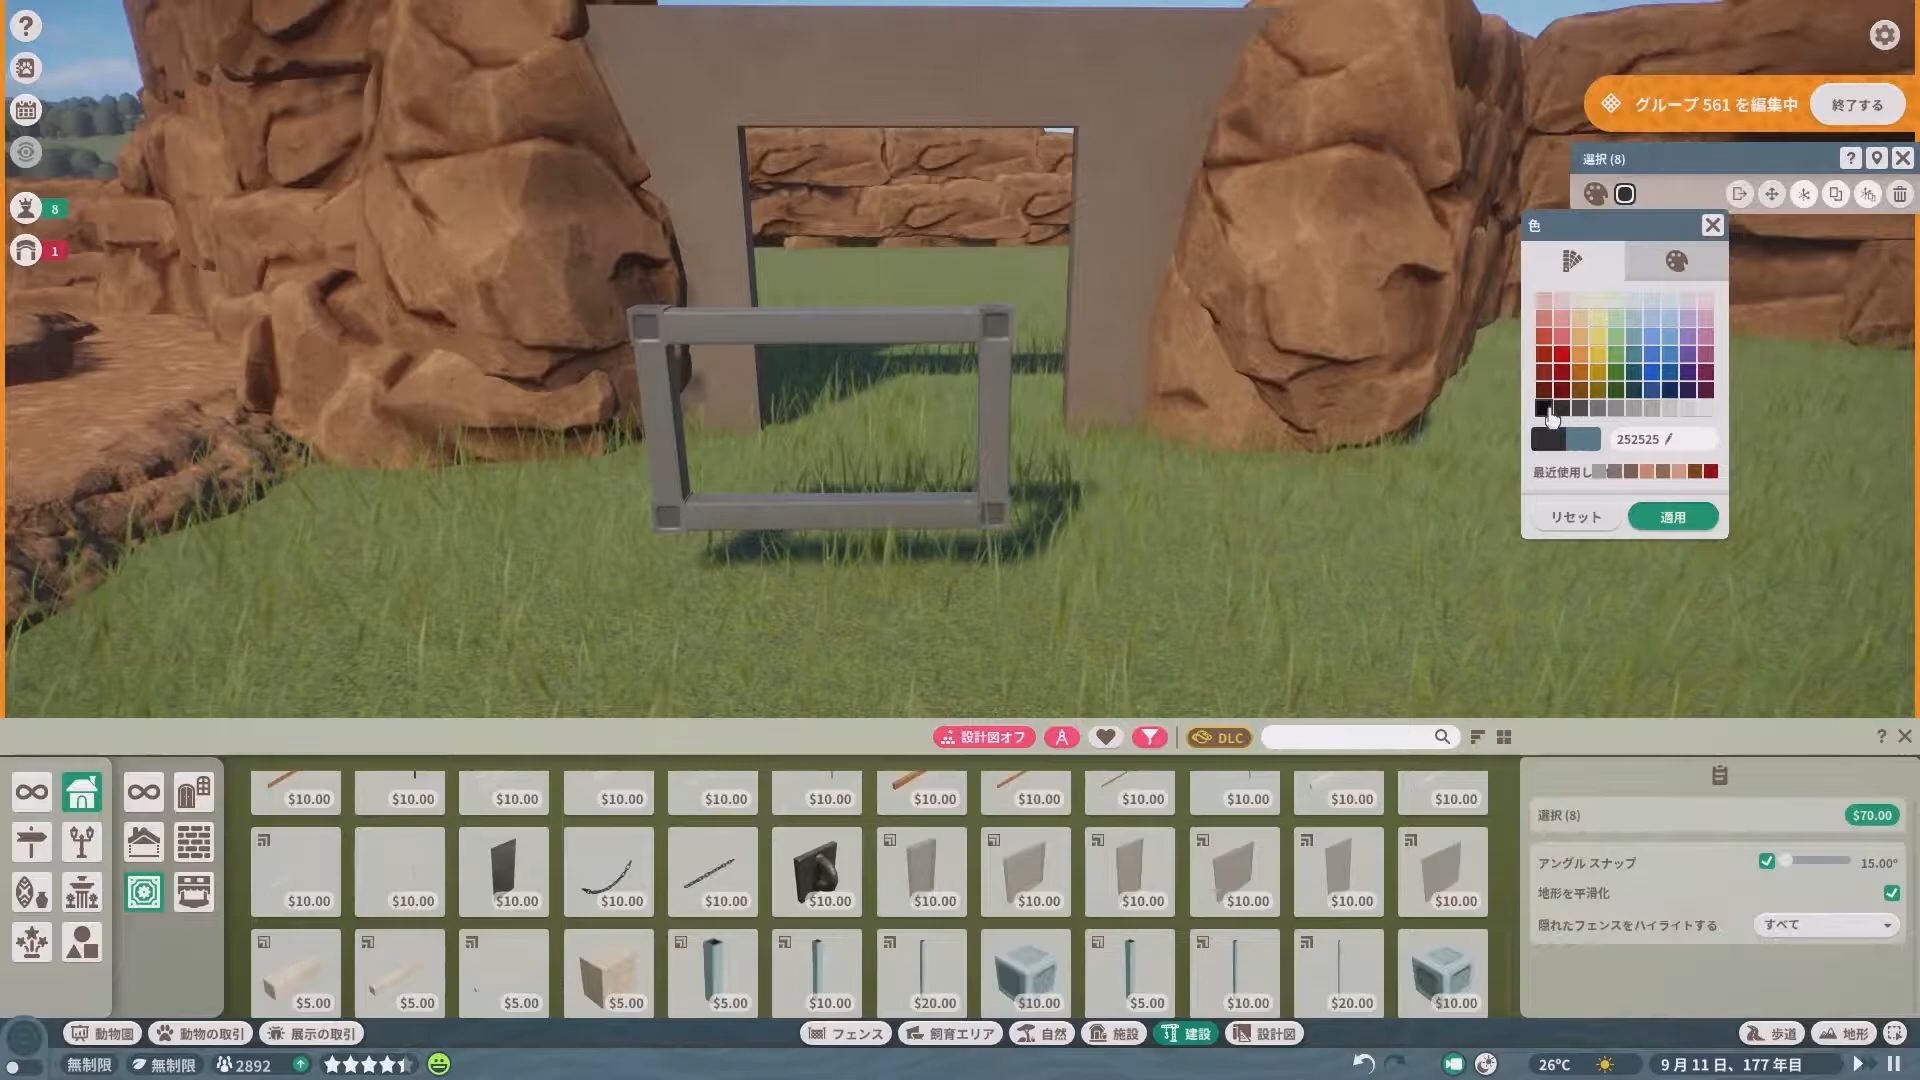 ?
8
1
グループ 561 を編集中
終了する
選択 (8)
?
色
252525
最近使用し
リセット
適用
設計図オフ
DLC
?
$10.00 $10.00 $10.00 $10.00 $10.00 $10.00 $10.00 $10.00 $10.00 $10.00 $10.00 $10.00
$10.00 $10.00 $10.00 $10.00 $10.00 $10.00 $10.00 $10.00 $10.00 $10.00 $10.00 $10.00
$5.00 $5.00 $5.00 $5.00 $5.00 $10.00 $20.00 $10.00 $5.00 $10.00 $20.00 $10.00
選択 (8)
$70.00
アングル スナップ
15.00°
地形を平滑化
隠れたフェンスをハイライトする
すべて
動物園
動物の取引
展示の取引
フェンス
飼育エリア
自然
施設
建設
設計図
歩道
地形
無制限
無制限
2892
26°C
9 月 11 日、177 年目